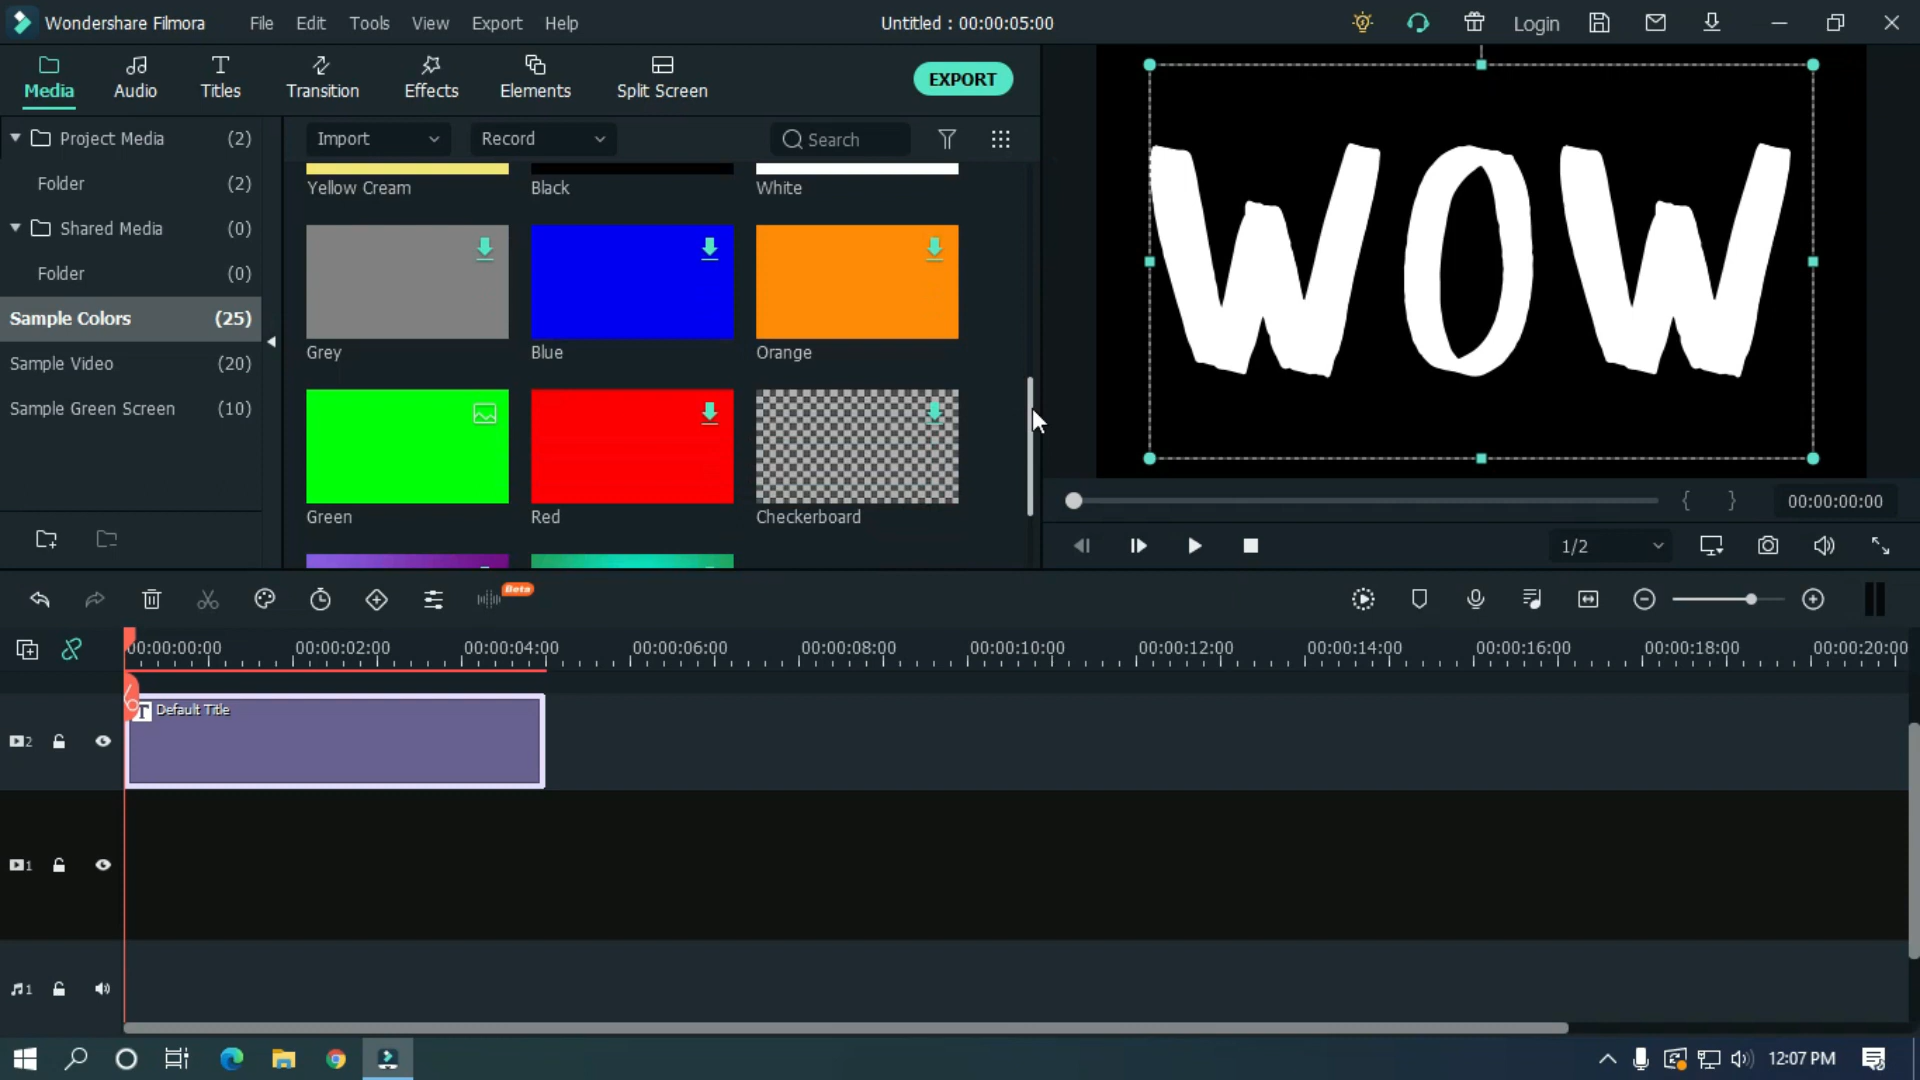 Wondershare Filmora File Edit Tools View Export Help Untitled : 00:00:05:00 Login
Media Audio Titles Transition Effects Elements Split Screen EXPORT
Project Media (2)
Folder (2)
Shared Media (0)
Folder (0)
Sample Colors (25)
Sample Video (20)
Sample Green Screen (10)
Import Record Search
Yellow Cream Black White
Grey Blue Orange
Green Red Checkerboard
WOW
{ } 00:00:00:00
1/2
Beta
00:00:00:00 00:00:02:00 00:00:04:00 00:00:06:00 00:00:08:00 00:00:10:00 00:00:12:00 00:00:14:00 00:00:16:00 00:00:18:00 00:00:20:00
T Default Title
2
1
1
12:07 PM